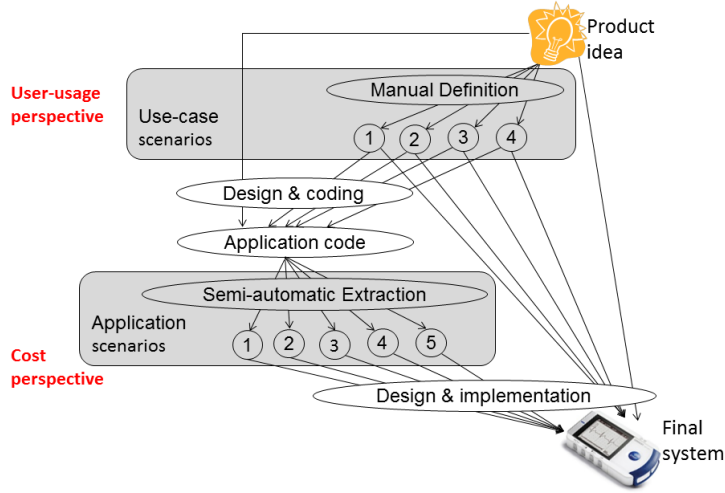 Product
idea
User-usage
perspective
Manual Definition
Use-case
scenarios
1 2 3 4
Design & coding
Application code
Semi-automatic Extraction
Application
scenarios
1 2 3 4 5
Cost
perspective
Design & implementation
Final
system